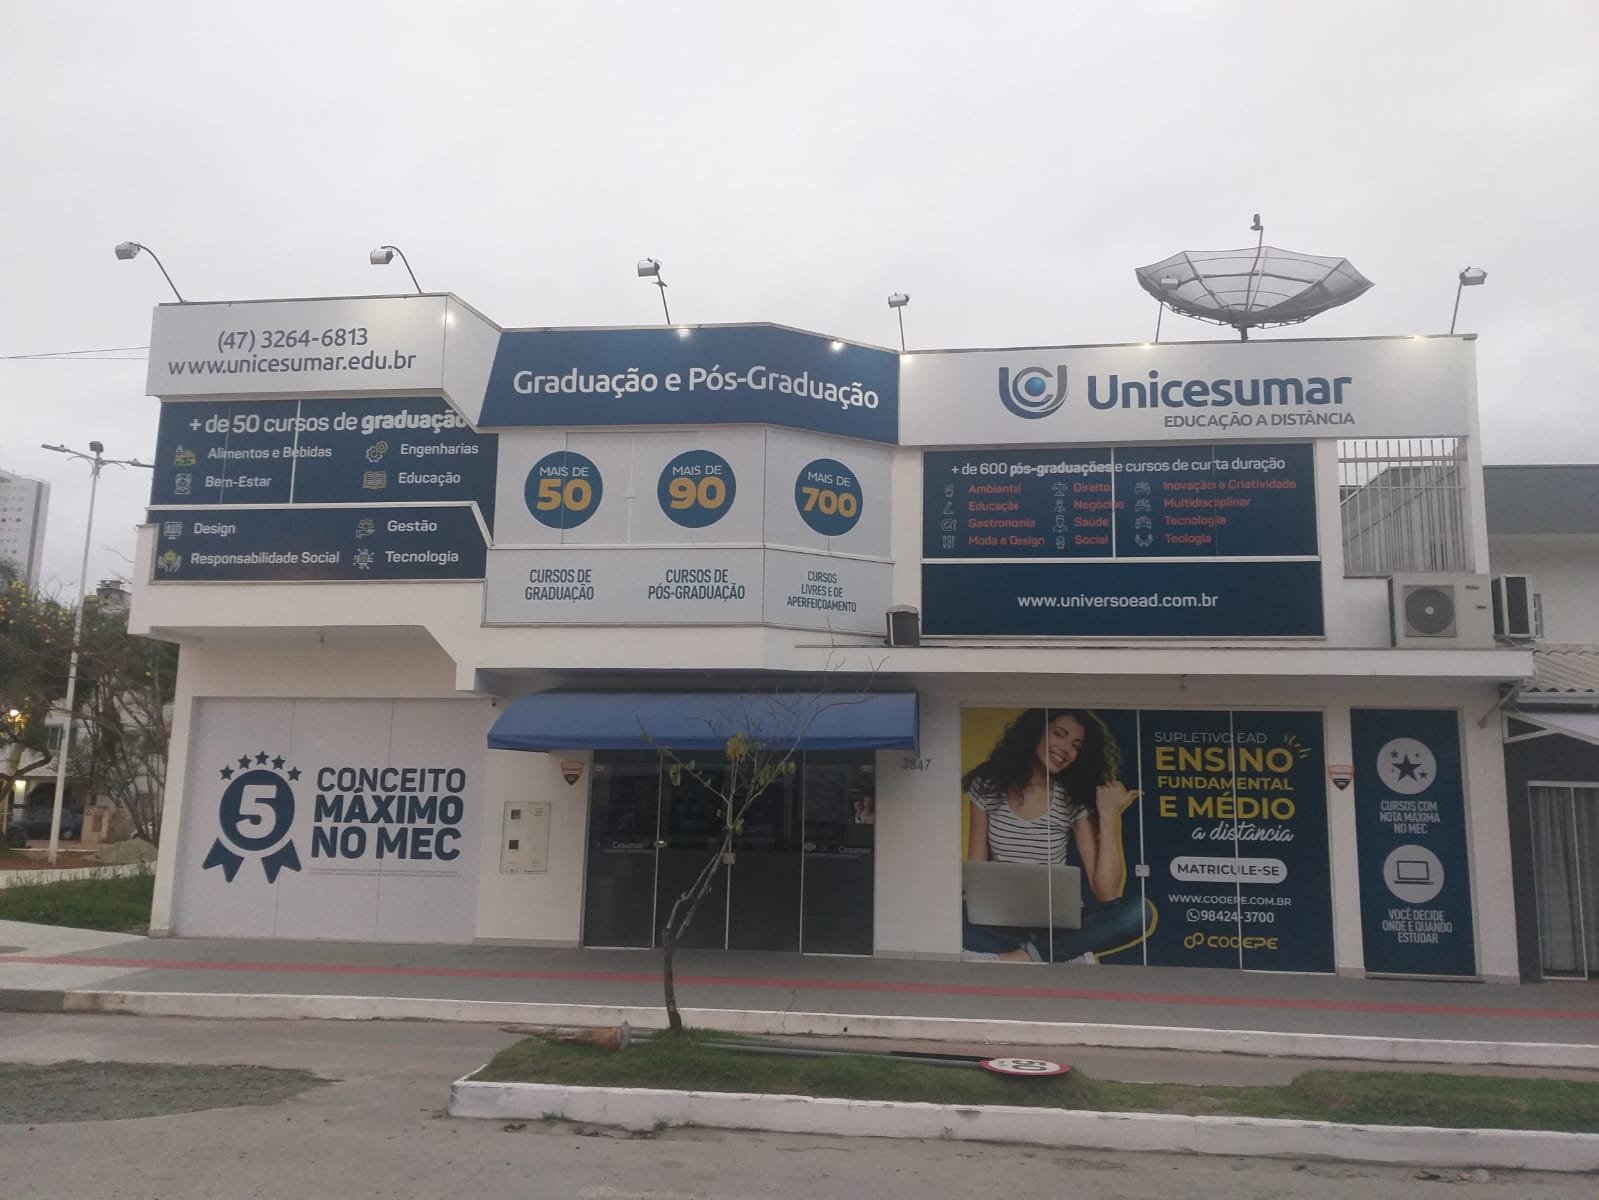 (47) 3264-6813
www.unicesumar.edu.br
+ de 50 cursos de graduação
Alimentos e Bebidas
Engenharias
Bem-Estar
Educação
Design
Gestão
Responsabilidade Social
Tecnologia
Graduação e Pós-Graduação
MAIS DE
50
CURSOS DE
GRADUAÇÃO
MAIS DE
90
CURSOS DE
PÓS-GRADUAÇÃO
MAIS DE
700
CURSOS
LIVRES E DE
APERFEIÇOAMENTO
Unicesumar
EDUCAÇÃO A DISTÂNCIA
+ de 600 pós-graduações e cursos de curta duração
Ambiental
Direito
Inovação e Criatividade
Educação
Negócios
Multidisciplinar
Gastronomia
Saúde
Tecnologia
Moda e Design
Social
Teologia
www.universoead.com.br
5
CONCEITO
MÁXIMO
NO MEC
3847
Cesumar
Cesumar
SUPLETIVO EAD
ENSINO
FUNDAMENTAL
E MÉDIO
a distância
MATRICULE-SE
WWW.COOEPE.COM.BR
98424-3700
COOEPE
CURSOS COM
NOTA MÁXIMA
NO MEC
VOCÊ DECIDE
ONDE E QUANDO
ESTUDAR
30